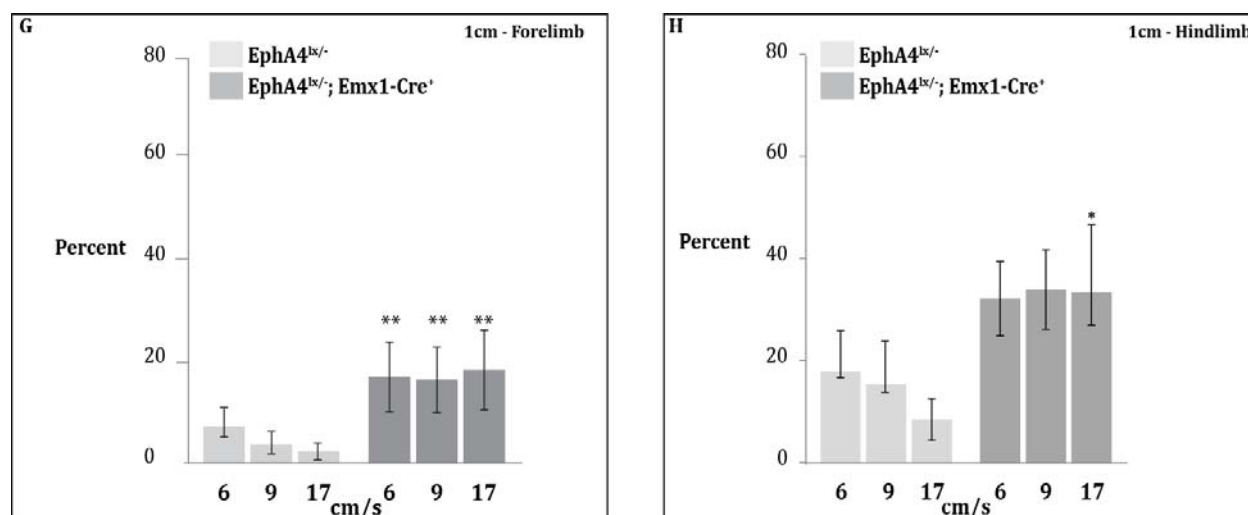 G
1cm - Forelimb
EphA4lx/-
EphA4lx/-; Emx1-Cre+
80
60
Percent
40
** ** **
20
0
6 9 17 6 9 17
cm/s
H
1cm - Hindlimb
EphA4lx/-
EphA4lx/-; Emx1-Cre+
80
60
Percent
*
40
20
0
6 9 17 6 9 17
cm/s